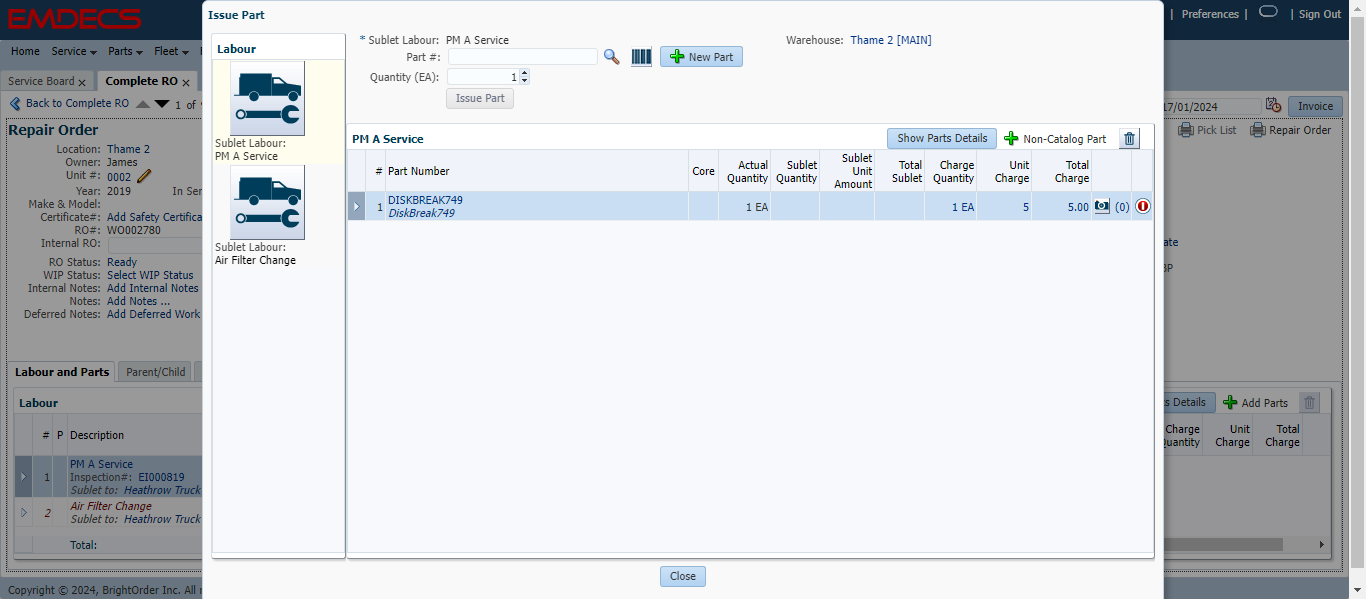 EMDECS
| Preferences | | Sign Out
Home Service Parts Fleet
Service Board x Complete RO x
Back to Complete RO 1 of
17/01/2024 Invoice
Pick List Repair Order
Repair Order
Location: Thame 2
Owner: James
Unit #: 0002
Year: 2019 In Ser
Make & Model:
Certificate#: Add Safety Certifica
RO#: WO002780
Internal RO:
RO Status: Ready
WIP Status: Select WIP Status
Internal Notes: Add Internal Notes
Notes: Add Notes ...
Deferred Notes: Add Deferred Work
ate
3P
Labour and Parts Parent/Child
Labour
# P Description
1 PM A Service
Inspection#: EI000819
Sublet to: Heathrow Truck
2 Air Filter Change
Sublet to: Heathrow Truck
Total:
s Details Add Parts
Charge Quantity Unit Charge Total Charge
Copyright © 2024, BrightOrder Inc. All r
Issue Part
Labour
Sublet Labour:
PM A Service
Sublet Labour:
Air Filter Change
* Sublet Labour: PM A Service
Warehouse: Thame 2 [MAIN]
Part #: New Part
Quantity (EA): 1
Issue Part
PM A Service Show Parts Details Non-Catalog Part
# Part Number Core Actual Quantity Sublet Quantity Sublet Unit Amount Total Sublet Charge Quantity Unit Charge Total Charge
1 DISKBREAK749 1 EA 1 EA 5 5.00 (0)
DiskBreak749
Close